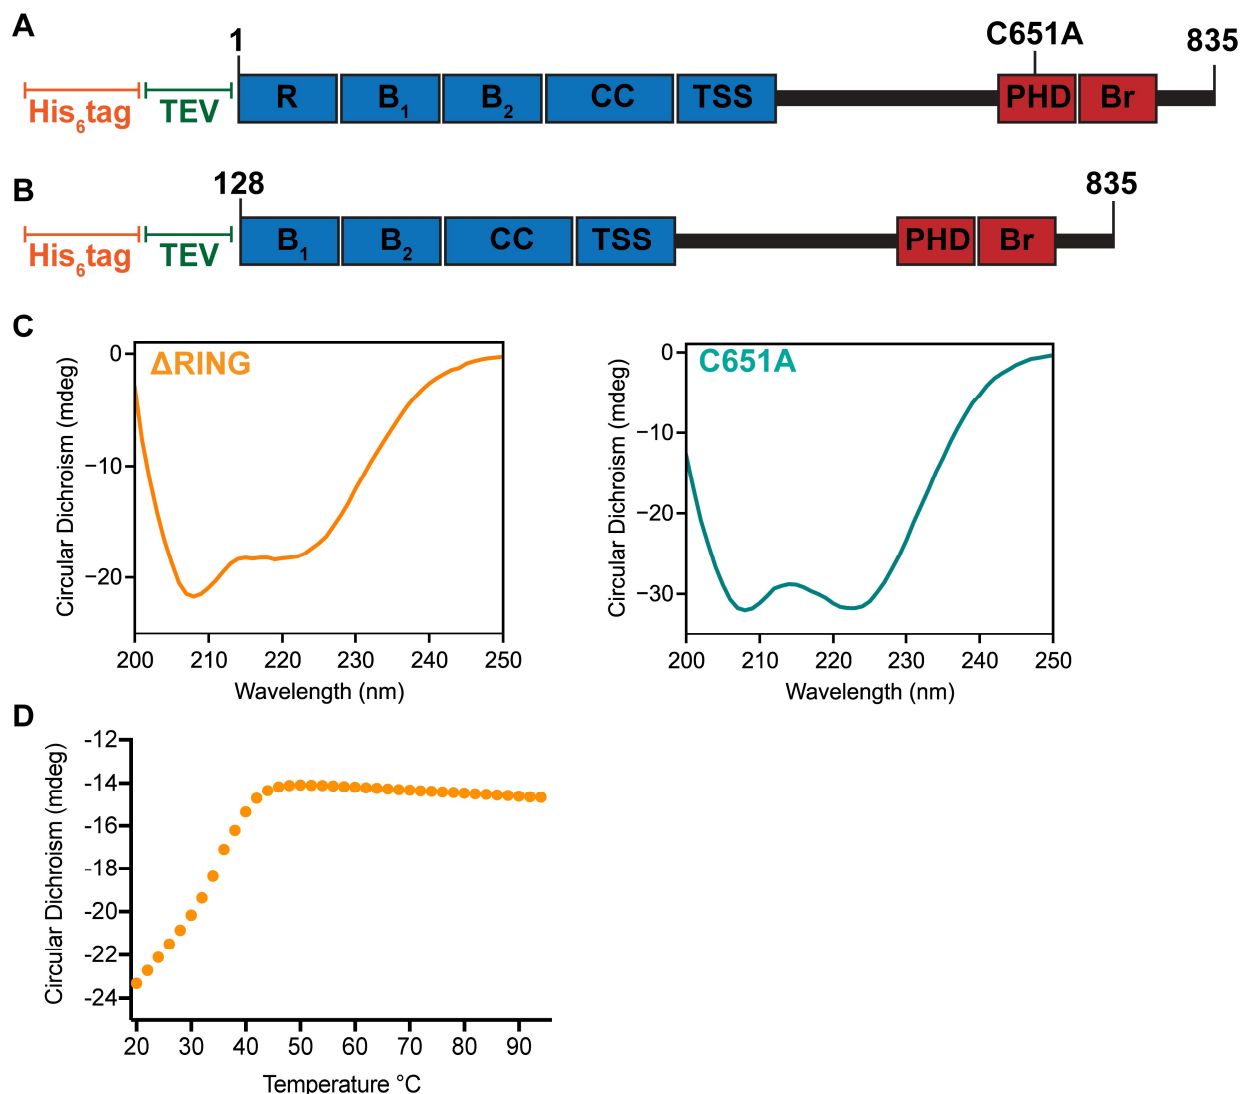 A
1
C651A
835
His6tag
TEV
R
B1
B2
CC
TSS
PHD
Br
B
128
835
His6tag
TEV
B1
B2
CC
TSS
PHD
Br
C
ΔRING
Circular Dichroism (mdeg)
0
−10
−20
200 210 220 230 240 250
Wavelength (nm)
C651A
Circular Dichroism (mdeg)
0
−10
−20
−30
200 210 220 230 240 250
Wavelength (nm)
D
Circular Dichroism (mdeg)
-12
-14
-16
-18
-20
-22
-24
20 30 40 50 60 70 80 90
Temperature °C